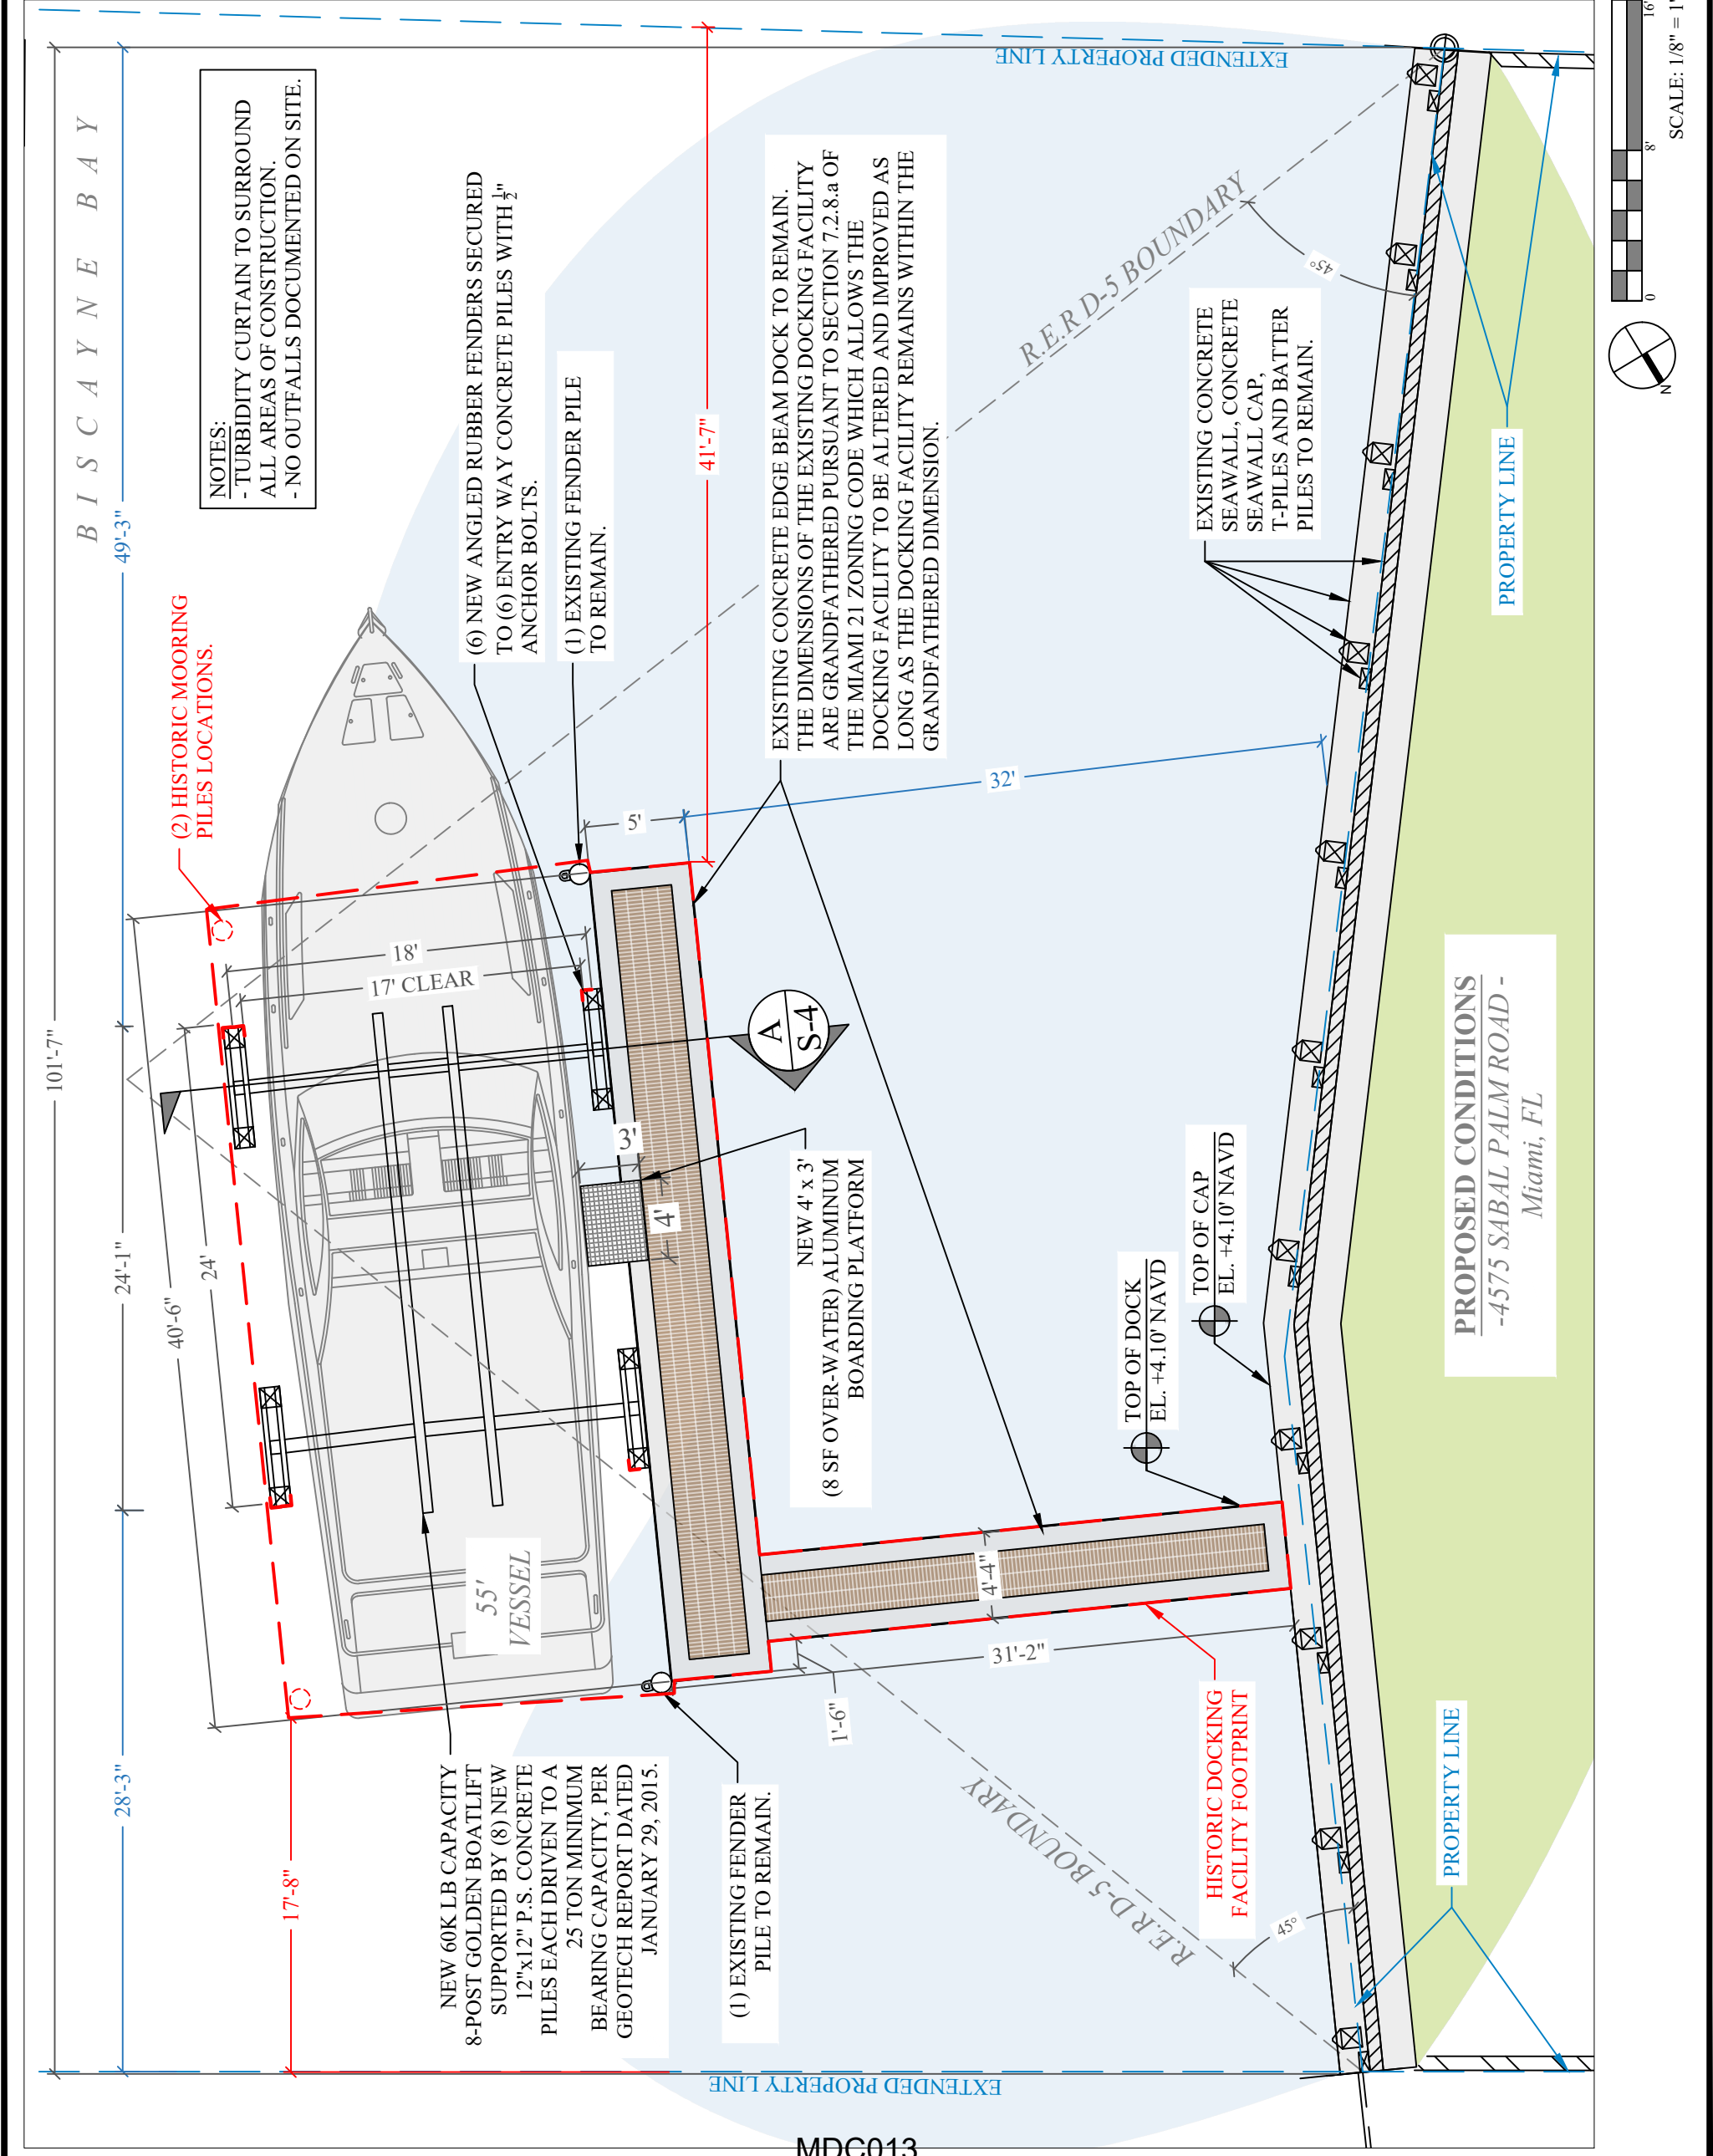 BISCAYNE BAY
101'-7"
28'-3"
24'-1"
49'-3"
40'-6"
24'
17'-8"
41'-7"
NOTES:
- TURBIDITY CURTAIN TO SURROUND
ALL AREAS OF CONSTRUCTION.
- NO OUTFALLS DOCUMENTED ON SITE.
(2) HISTORIC MOORING
PILES LOCATIONS.
18'
17' CLEAR
55'
VESSEL
NEW 60K LB CAPACITY
8-POST GOLDEN BOATLIFT
SUPPORTED BY (8) NEW
12"x12" P.S. CONCRETE
PILES EACH DRIVEN TO A
25 TON MINIMUM
BEARING CAPACITY, PER
GEOTECH REPORT DATED
JANUARY 29, 2015.
(6) NEW ANGLED RUBBER FENDERS SECURED
TO (6) ENTRY WAY CONCRETE PILES WITH ½"
ANCHOR BOLTS.
(1) EXISTING FENDER PILE
TO REMAIN.
(1) EXISTING FENDER
PILE TO REMAIN.
5'
3'
4'
A
S-4
NEW 4' x 3'
(8 SF OVER-WATER) ALUMINUM
BOARDING PLATFORM
EXISTING CONCRETE EDGE BEAM DOCK TO REMAIN.
THE DIMENSIONS OF THE EXISTING DOCKING FACILITY
ARE GRANDFATHERED PURSUANT TO SECTION 7.2.8.a OF
THE MIAMI 21 ZONING CODE WHICH ALLOWS THE
DOCKING FACILITY TO BE ALTERED AND IMPROVED AS
LONG AS THE DOCKING FACILITY REMAINS WITHIN THE
GRANDFATHERED DIMENSION.
32'
1'-6"
4'-4"
31'-2"
R.E.R D-5 BOUNDARY
45°
R.E.R D-5 BOUNDARY
45°
TOP OF DOCK
EL. +4.10' NAVD
TOP OF CAP
EL. +4.10' NAVD
HISTORIC DOCKING
FACILITY FOOTPRINT
EXISTING CONCRETE
SEAWALL, CONCRETE
SEAWALL CAP,
T-PILES AND BATTER
PILES TO REMAIN.
EXTENDED PROPERTY LINE
EXTENDED PROPERTY LINE
PROPERTY LINE
PROPERTY LINE
PROPOSED CONDITIONS
-4575 SABAL PALM ROAD -
Miami, FL
N
0
8'
16'
SCALE: 1/8" = 1'
MDC013